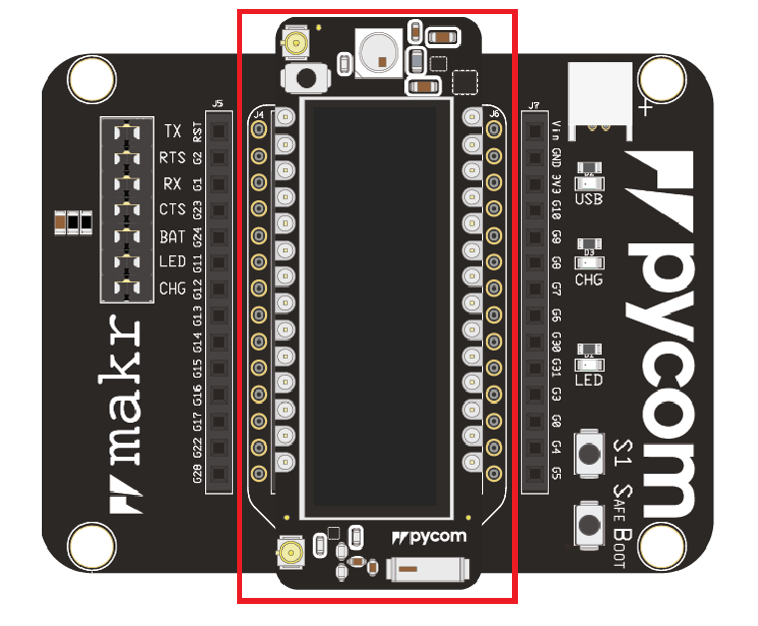 J5
J4
J6
J7
+
TX
RTS
RX
CTS
BAT
LED
CHG
RST
G2
G1
G23
G24
G11
G12
G13
G14
G15
G16
G17
G22
G28
Vin
GND
3V3
G10
G9
G8
G7
G6
G30
G31
G3
G0
G4
G5
USB
D3
CHG
LED
S1
SAFE BOOT
makr
pycom
pycom